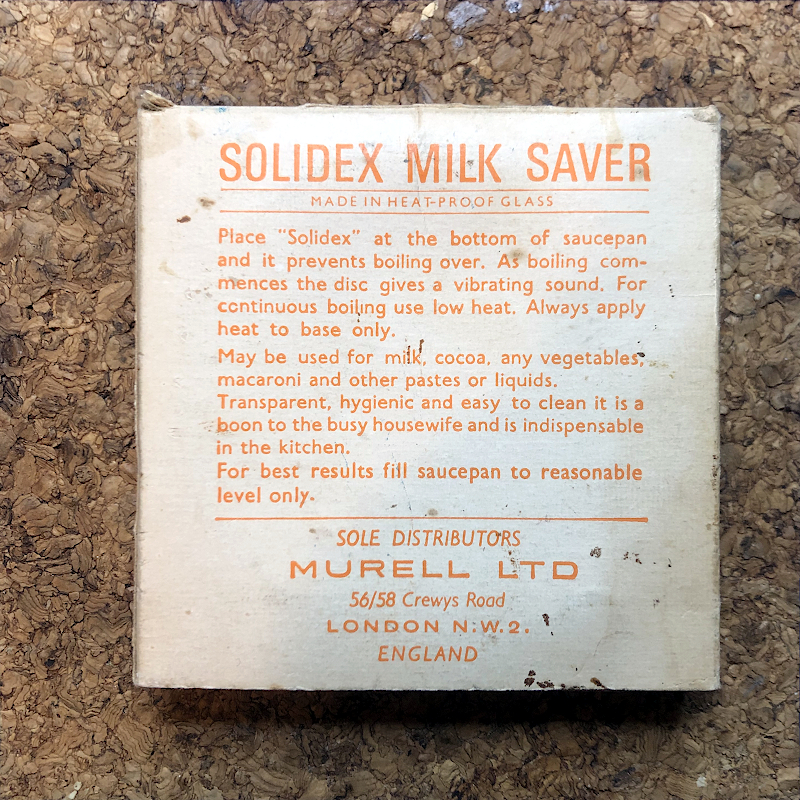 SOLIDEX MILK SAVER
MADE IN HEAT-PROOF GLASS
Place "Solidex" at the bottom of saucepan
and it prevents boiling over. As boiling com-
mences the disc gives a vibrating sound. For
continuous boiling use low heat. Always apply
heat to base only.
May be used for milk, cocoa, any vegetables,
macaroni and other pastes or liquids.
Transparent, hygienic and easy to clean it is a
boon to the busy housewife and is indispensable
in the kitchen.
For best results fill saucepan to reasonable
level only.
SOLE DISTRIBUTORS
MURELL LTD
56/58 Crewys Road
LONDON N.W.2.
ENGLAND